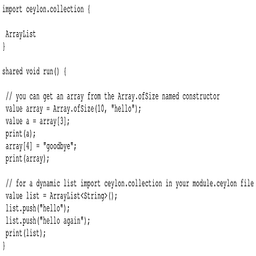 import ceylon.collection {

 ArrayList
}

shared void run() {

 // you can get an array from the Array.ofSize named constructor
 value array = Array.ofSize(10, "hello");
 value a = array[3];
 print(a);
 array[4] = "goodbye";
 print(array);

 // for a dynamic list import ceylon.collection in your module.ceylon file
 value list = ArrayList<String>();
 list.push("hello");
 list.push("hello again");
 print(list);
}